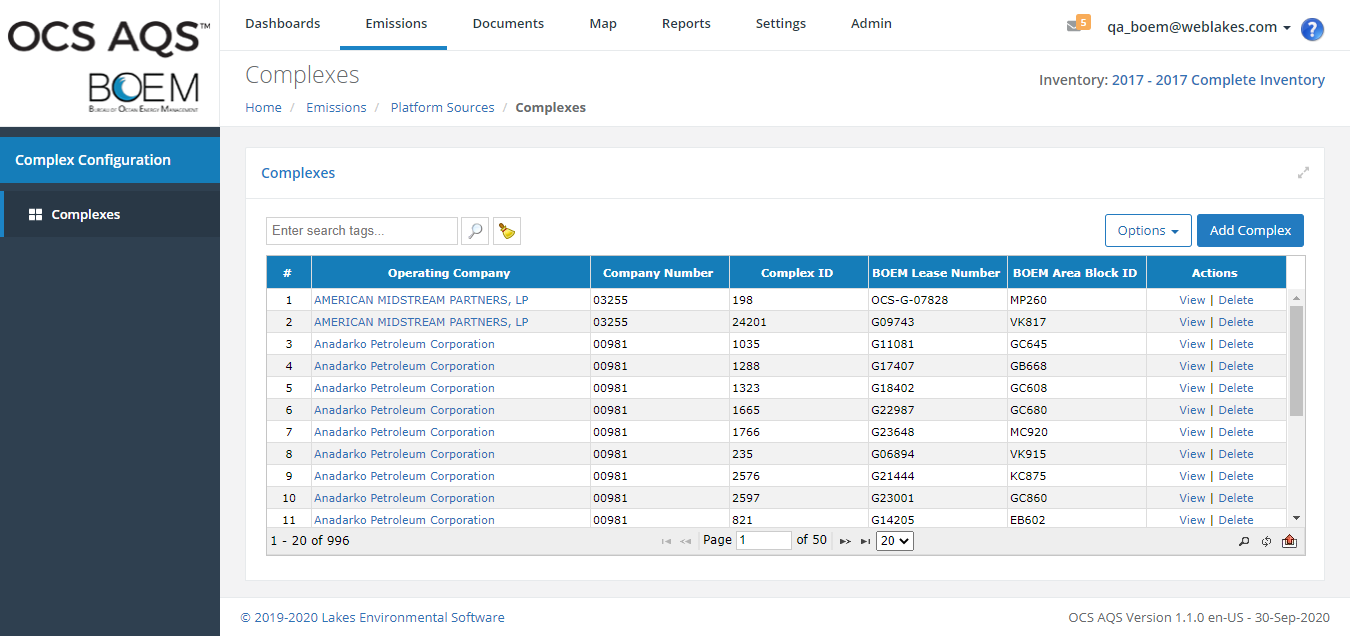 OCS AQS™
BOEM
BUREAU OF OCEAN ENERGY MANAGEMENT
Dashboards Emissions Documents Map Reports Settings Admin 5 qa_boem@weblakes.com ?
Complexes
Inventory: 2017 - 2017 Complete Inventory
Home / Emissions / Platform Sources / Complexes
Complex Configuration
Complexes
Complexes
Enter search tags...
Options Add Complex
# Operating Company Company Number Complex ID BOEM Lease Number BOEM Area Block ID Actions
1 AMERICAN MIDSTREAM PARTNERS, LP 03255 198 OCS-G-07828 MP260 View | Delete
2 AMERICAN MIDSTREAM PARTNERS, LP 03255 24201 G09743 VK817 View | Delete
3 Anadarko Petroleum Corporation 00981 1035 G11081 GC645 View | Delete
4 Anadarko Petroleum Corporation 00981 1288 G17407 GB668 View | Delete
5 Anadarko Petroleum Corporation 00981 1323 G18402 GC608 View | Delete
6 Anadarko Petroleum Corporation 00981 1665 G22987 GC680 View | Delete
7 Anadarko Petroleum Corporation 00981 1766 G23648 MC920 View | Delete
8 Anadarko Petroleum Corporation 00981 235 G06894 VK915 View | Delete
9 Anadarko Petroleum Corporation 00981 2576 G21444 KC875 View | Delete
10 Anadarko Petroleum Corporation 00981 2597 G23001 GC860 View | Delete
11 Anadarko Petroleum Corporation 00981 821 G14205 EB602 View | Delete
1 - 20 of 996 Page 1 of 50 20
© 2019-2020 Lakes Environmental Software
OCS AQS Version 1.1.0 en-US - 30-Sep-2020